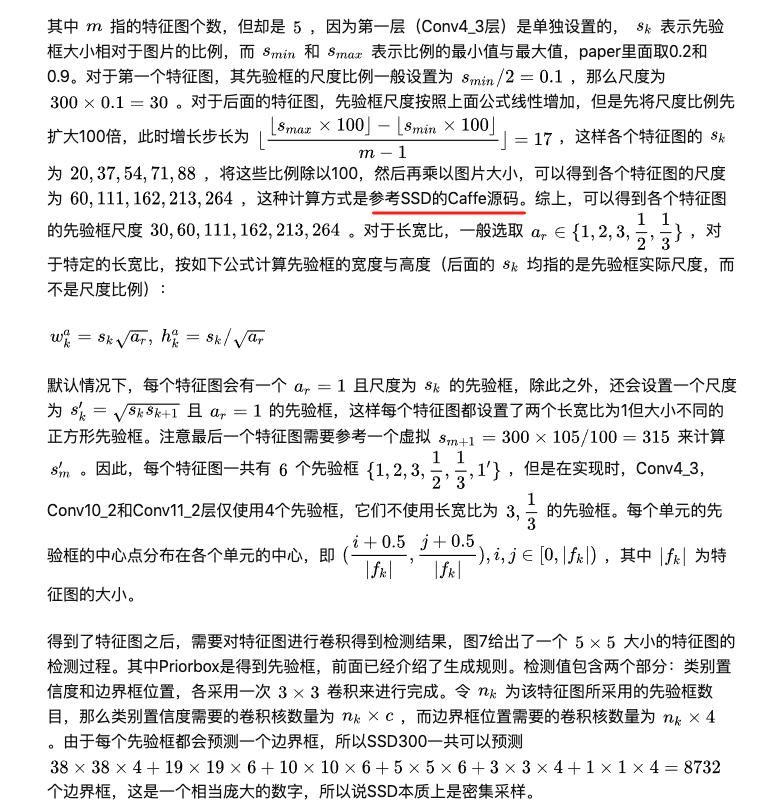 其中 m 指的特征图个数，但却是 5 ，因为第一层（Conv4_3层）是单独设置的， s_k 表示先验
框大小相对于图片的比例，而 s_{min} 和 s_{max} 表示比例的最小值与最大值，paper里面取0.2和
0.9。对于第一个特征图，其先验框的尺度比例一般设置为 s_{min}/2 = 0.1 ，那么尺度为
300 × 0.1 = 30 。对于后面的特征图，先验框尺度按照上面公式线性增加，但是先将尺度比例先
扩大100倍，此时增长步长为 ⌊\frac{⌊s_{max} × 100⌋ − ⌊s_{min} × 100⌋}{m − 1}⌋ = 17 ，这样各个特征图的 s_k
为 20, 37, 54, 71, 88 ，将这些比例除以100，然后再乘以图片大小，可以得到各个特征图的尺度
为 60, 111, 162, 213, 264 ，这种计算方式是参考SSD的Caffe源码。综上，可以得到各个特征图
的先验框尺度 30, 60, 111, 162, 213, 264 。对于长宽比，一般选取 a_r ∈ {1, 2, 3, \frac{1}{2}, \frac{1}{3}} ，对
于特定的长宽比，按如下公式计算先验框的宽度与高度（后面的 s_k 均指的是先验框实际尺度，而
不是尺度比例）：
w_k^a = s_k\sqrt{a_r}, h_k^a = s_k/\sqrt{a_r}
默认情况下，每个特征图会有一个 a_r = 1 且尺度为 s_k 的先验框，除此之外，还会设置一个尺度
为 s'_k = \sqrt{s_k s_{k+1}} 且 a_r = 1 的先验框，这样每个特征图都设置了两个长宽比为1但大小不同的
正方形先验框。注意最后一个特征图需要参考一个虚拟 s_{m+1} = 300 × 105/100 = 315 来计算
s'_m 。因此，每个特征图一共有 6 个先验框 {1, 2, 3, \frac{1}{2}, \frac{1}{3}, 1'} ，但是在实现时，Conv4_3，
Conv10_2和Conv11_2层仅使用4个先验框，它们不使用长宽比为 3, \frac{1}{3} 的先验框。每个单元的先
验框的中心点分布在各个单元的中心，即 (\frac{i + 0.5}{|f_k|}, \frac{j + 0.5}{|f_k|}), i, j ∈ [0, |f_k|) ，其中 |f_k| 为特
征图的大小。
得到了特征图之后，需要对特征图进行卷积得到检测结果，图7给出了一个 5 × 5 大小的特征图的
检测过程。其中Priorbox是得到先验框，前面已经介绍了生成规则。检测值包含两个部分：类别置
信度和边界框位置，各采用一次 3 × 3 卷积来进行完成。令 n_k 为该特征图所采用的先验框数
目，那么类别置信度需要的卷积核数量为 n_k × c ，而边界框位置需要的卷积核数量为 n_k × 4
。由于每个先验框都会预测一个边界框，所以SSD300一共可以预测
38 × 38 × 4 + 19 × 19 × 6 + 10 × 10 × 6 + 5 × 5 × 6 + 3 × 3 × 4 + 1 × 1 × 4 = 8732
个边界框，这是一个相当庞大的数字，所以说SSD本质上是密集采样。